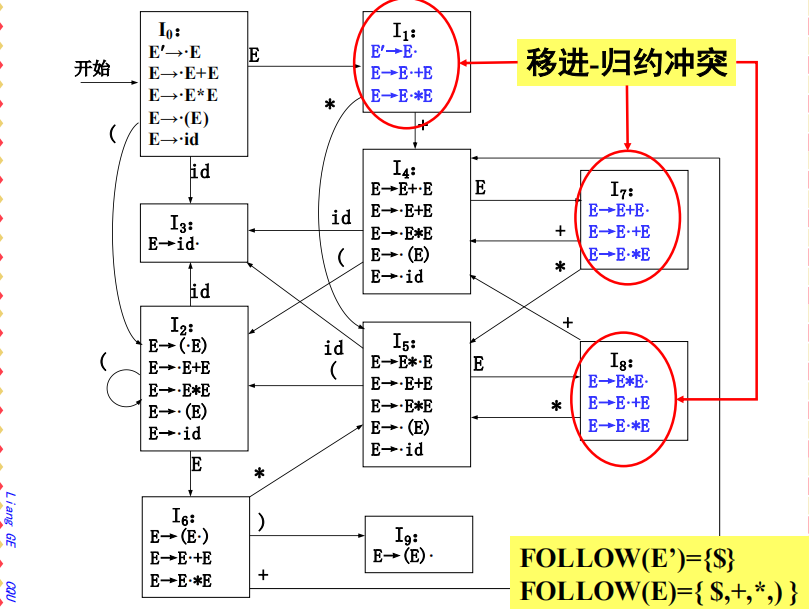 开始
I₀:
E′→·E
E→·E+E
E→·E*E
E→·(E)
E→·id
E
I₁:
E′→E·
E→E·+E
E→E·*E
移进-归约冲突
*
+
(
id
I₃:
E→id·
id
(
I₄:
E→E+·E
E→·E+E
E→·E*E
E→·(E)
E→·id
E
+
*
I₇:
E→E+E·
E→E·+E
E→E·*E
id
(
I₂:
E→(·E)
E→·E+E
E→·E*E
E→·(E)
E→·id
id
(
I₅:
E→E*·E
E→·E+E
E→·E*E
E→·(E)
E→·id
E
+
*
I₈:
E→E*E·
E→E·+E
E→E·*E
E
*
I₆:
E→(E·)
E→E·+E
E→E·*E
)
+
I₉:
E→(E)·
FOLLOW(E’)={$}
FOLLOW(E)={ $,+,*,) }
Liang GE CQU